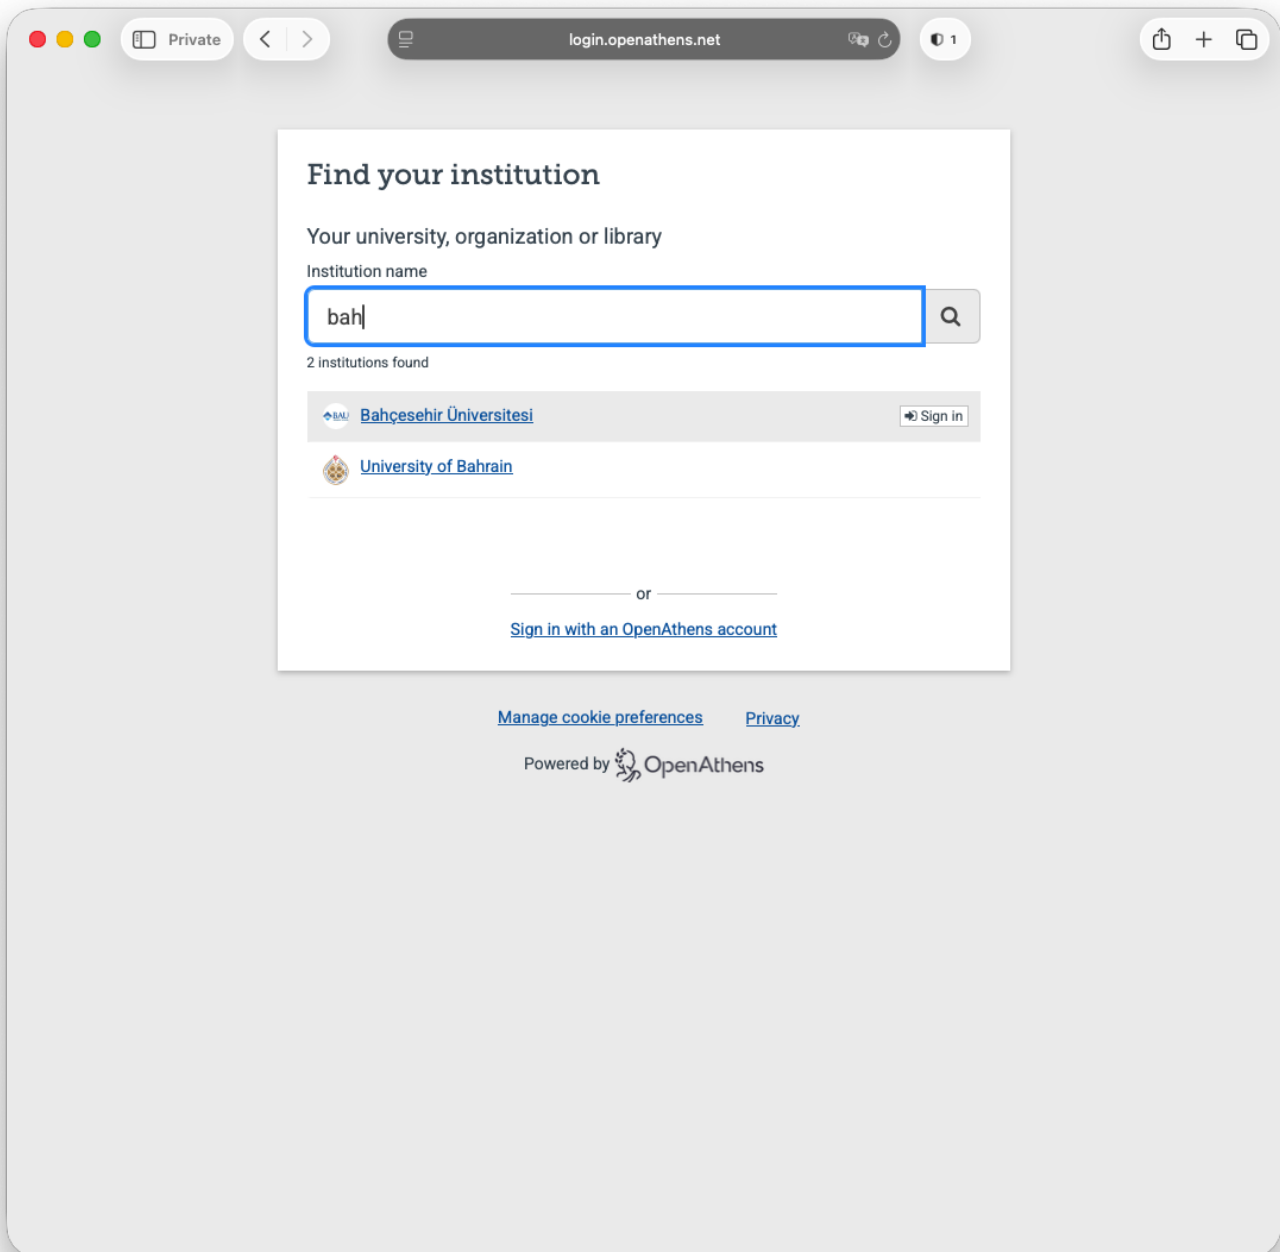 Private
login.openathens.net
1
Find your institution
Your university, organization or library
Institution name
bah
2 institutions found
BAU Bahçesehir Üniversitesi Sign in
University of Bahrain
or
Sign in with an OpenAthens account
Manage cookie preferences Privacy
Powered by OpenAthens